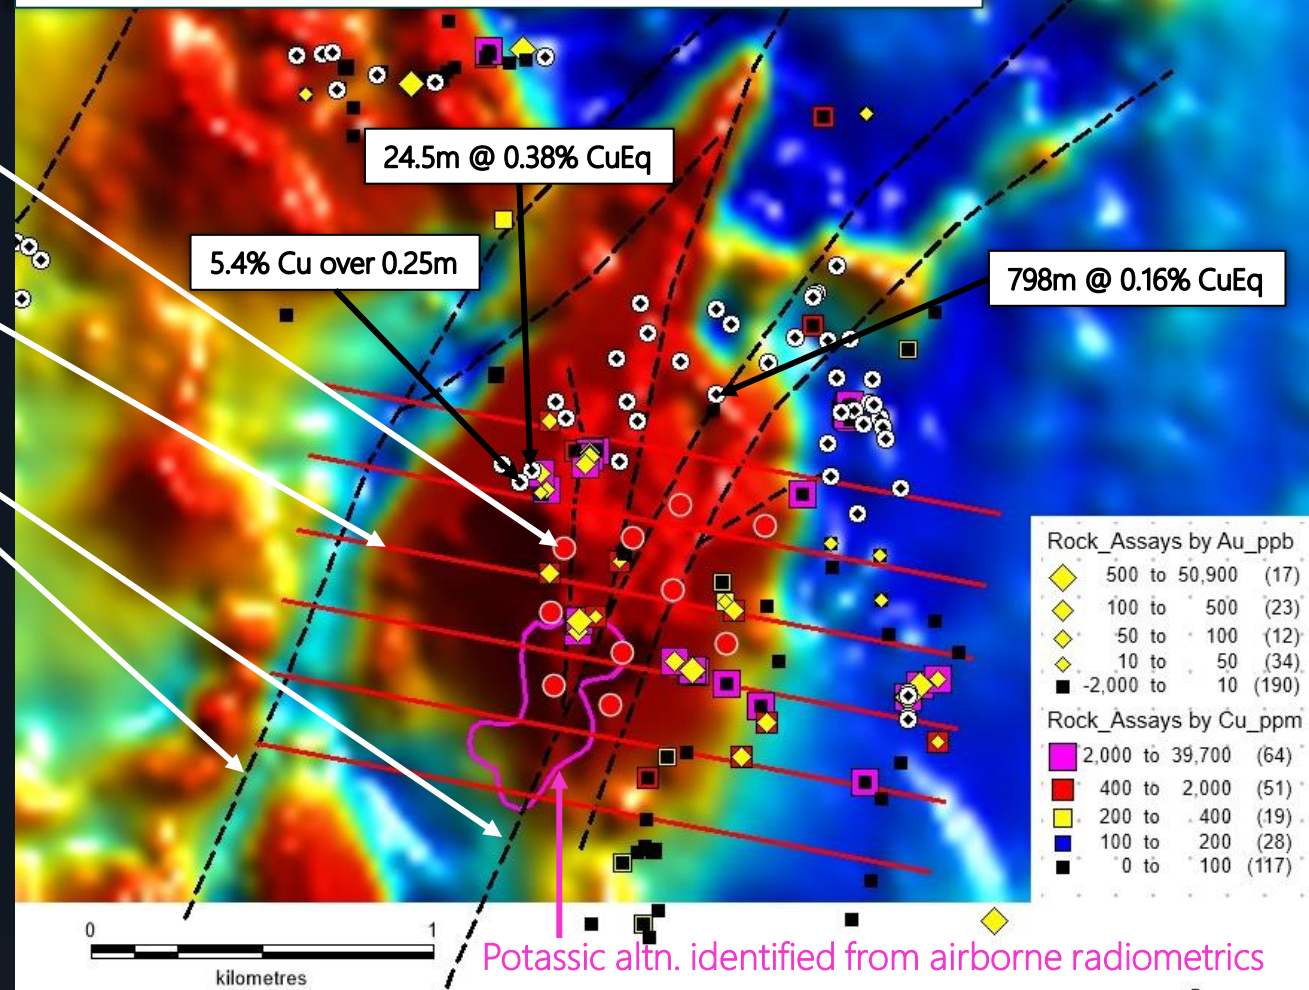 24.5m @ 0.38% CuEq
5.4% Cu over 0.25m
798m @ 0.16% CuEq
Rock_Assays by Au_ppb
500 to 50,900 (17)
100 to 500 (23)
50 to 100 (12)
10 to 50 (34)
-2,000 to 10 (190)
Rock_Assays by Cu_ppm
2,000 to 39,700 (64)
400 to 2,000 (51)
200 to 400 (19)
100 to 200 (28)
0 to 100 (117)
0 1
kilometres
Potassic altn. identified from airborne radiometrics